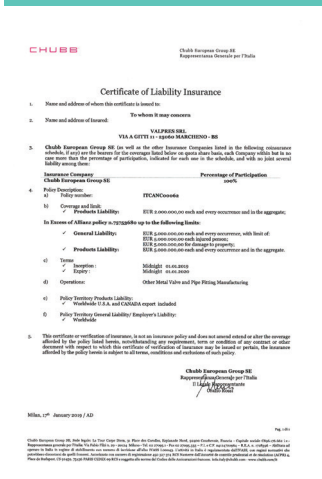 CHUBB
Chubb European Group SE
Rappresentanza Generale per l'Italia
Certificate of Liability Insurance
1. Name and address of whom this certificate is issued to:
To whom it may concern
2. Name and address of Insured:
VALPRES SRL
VIA A GITTI 11 - 25060 MARCHENO - BS
3. Chubb European Group SE (as well as the other Insurance Companies listed in the following coinsurance
schedule, if any) are the bearers for the coverages listed below on quota share basis, each Company within but in no
case more than the percentage of participation, indicated for each one in the schedule, and with no joint several
liability among them:
Insurance Company Percentage of Participation
Chubb European Group SE 100%
4. Policy Description:
a) Policy number: ITCANC00062
b) Coverage and limit:
✓ Products Liability: EUR 2.000.000,00 each and every occurrence and in the aggregate;
In Excess of Allianz policy n.79753680 up to the following limits:
✓ General Liability: EUR 5.000.000,00 each and every occurrence, with limit of:
EUR 5.000.000,00 each injured person;
EUR 5.000.000,00 for damage to property;
✓ Products Liability: EUR 5.000.000,00 each and every occurrence and in the aggregate.
c) Terms
✓ Inception : Midnight 01.01.2019
✓ Expiry : Midnight 01.01.2020
d) Operations: Other Metal Valve and Pipe Fitting Manufacturing
e) Policy Territory Products Liability:
✓ Worldwide U.S.A. and CANADA export included
f) Policy Territory General Liability/ Employer's Liability:
✓ Worldwide
5. This certificate or verification of insurance, is not an insurance policy and does not amend extend or alter the coverage
afforded by the policy listed herein, notwithstanding any requirement, term or condition of any contract or other
document with respect to which this certificate of verification of insurance may be issued or pertain, the insurance
afforded by the policy herein is subject to all terms, conditions and exclusions of such policy.
Chubb European Group SE
Rappresentanza Generale per l'Italia
Il Legale Rappresentante
Orazio Rossi
Milan, 17th January 2019 / AD
Pag. 1 di 1